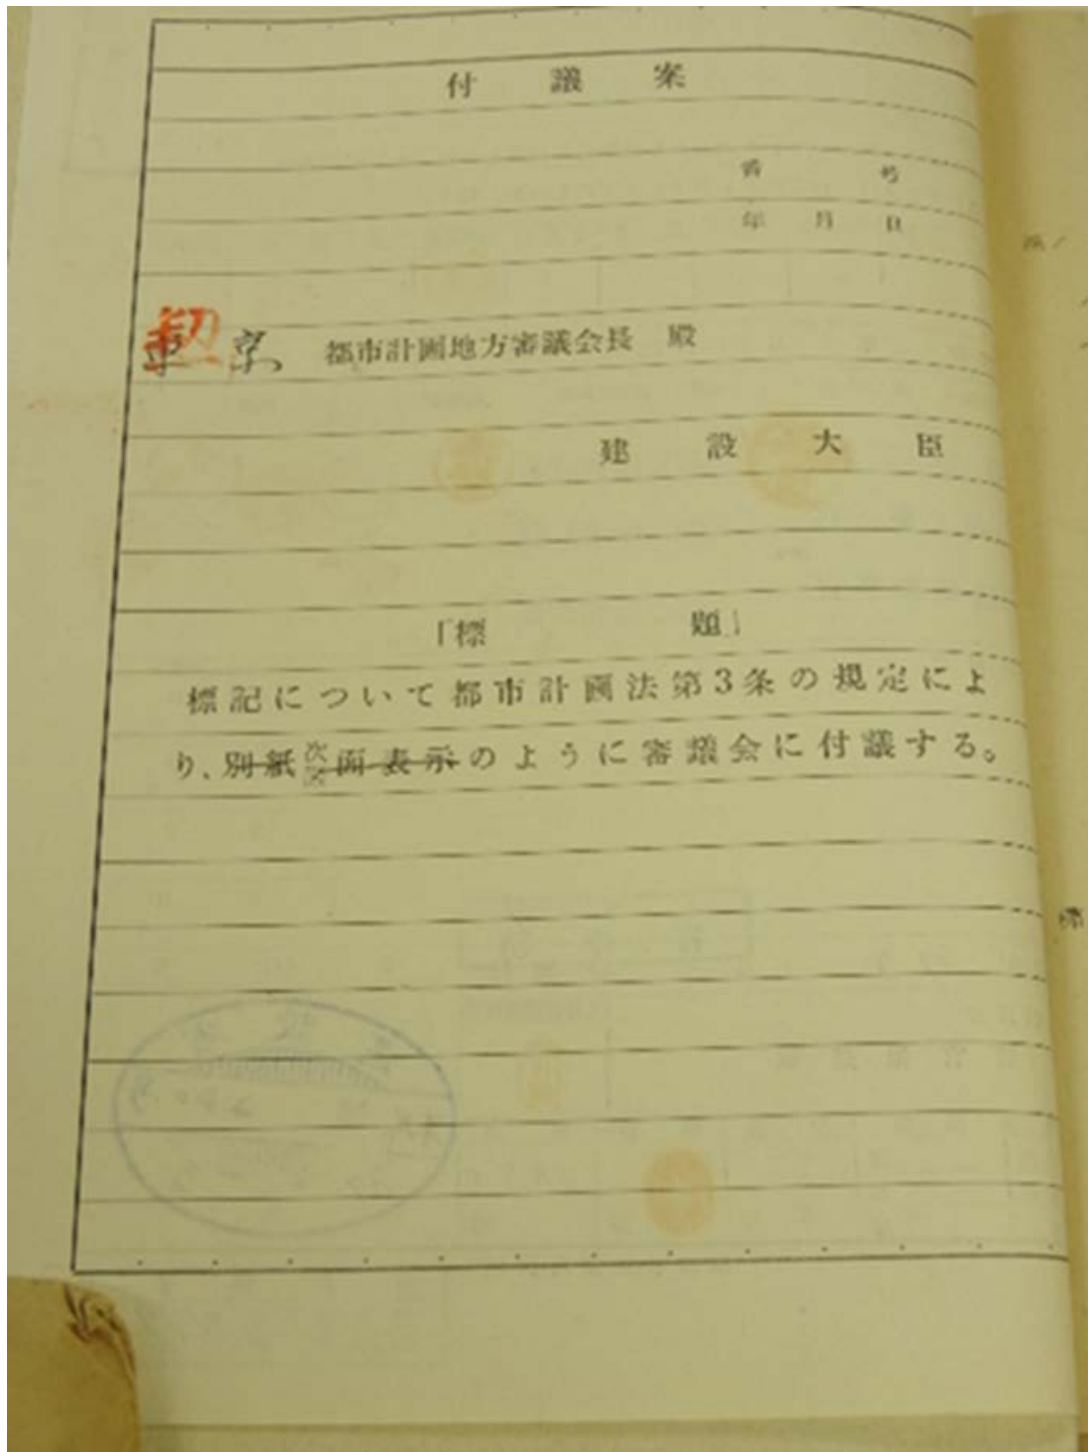 付議案
番 号
年 月 日
契
東京 都市計画地方審議会長 殿
建設大臣
「標 題」
標記について都市計画法第3条の規定によ
り、別紙図面表示のように審議会に付議する。